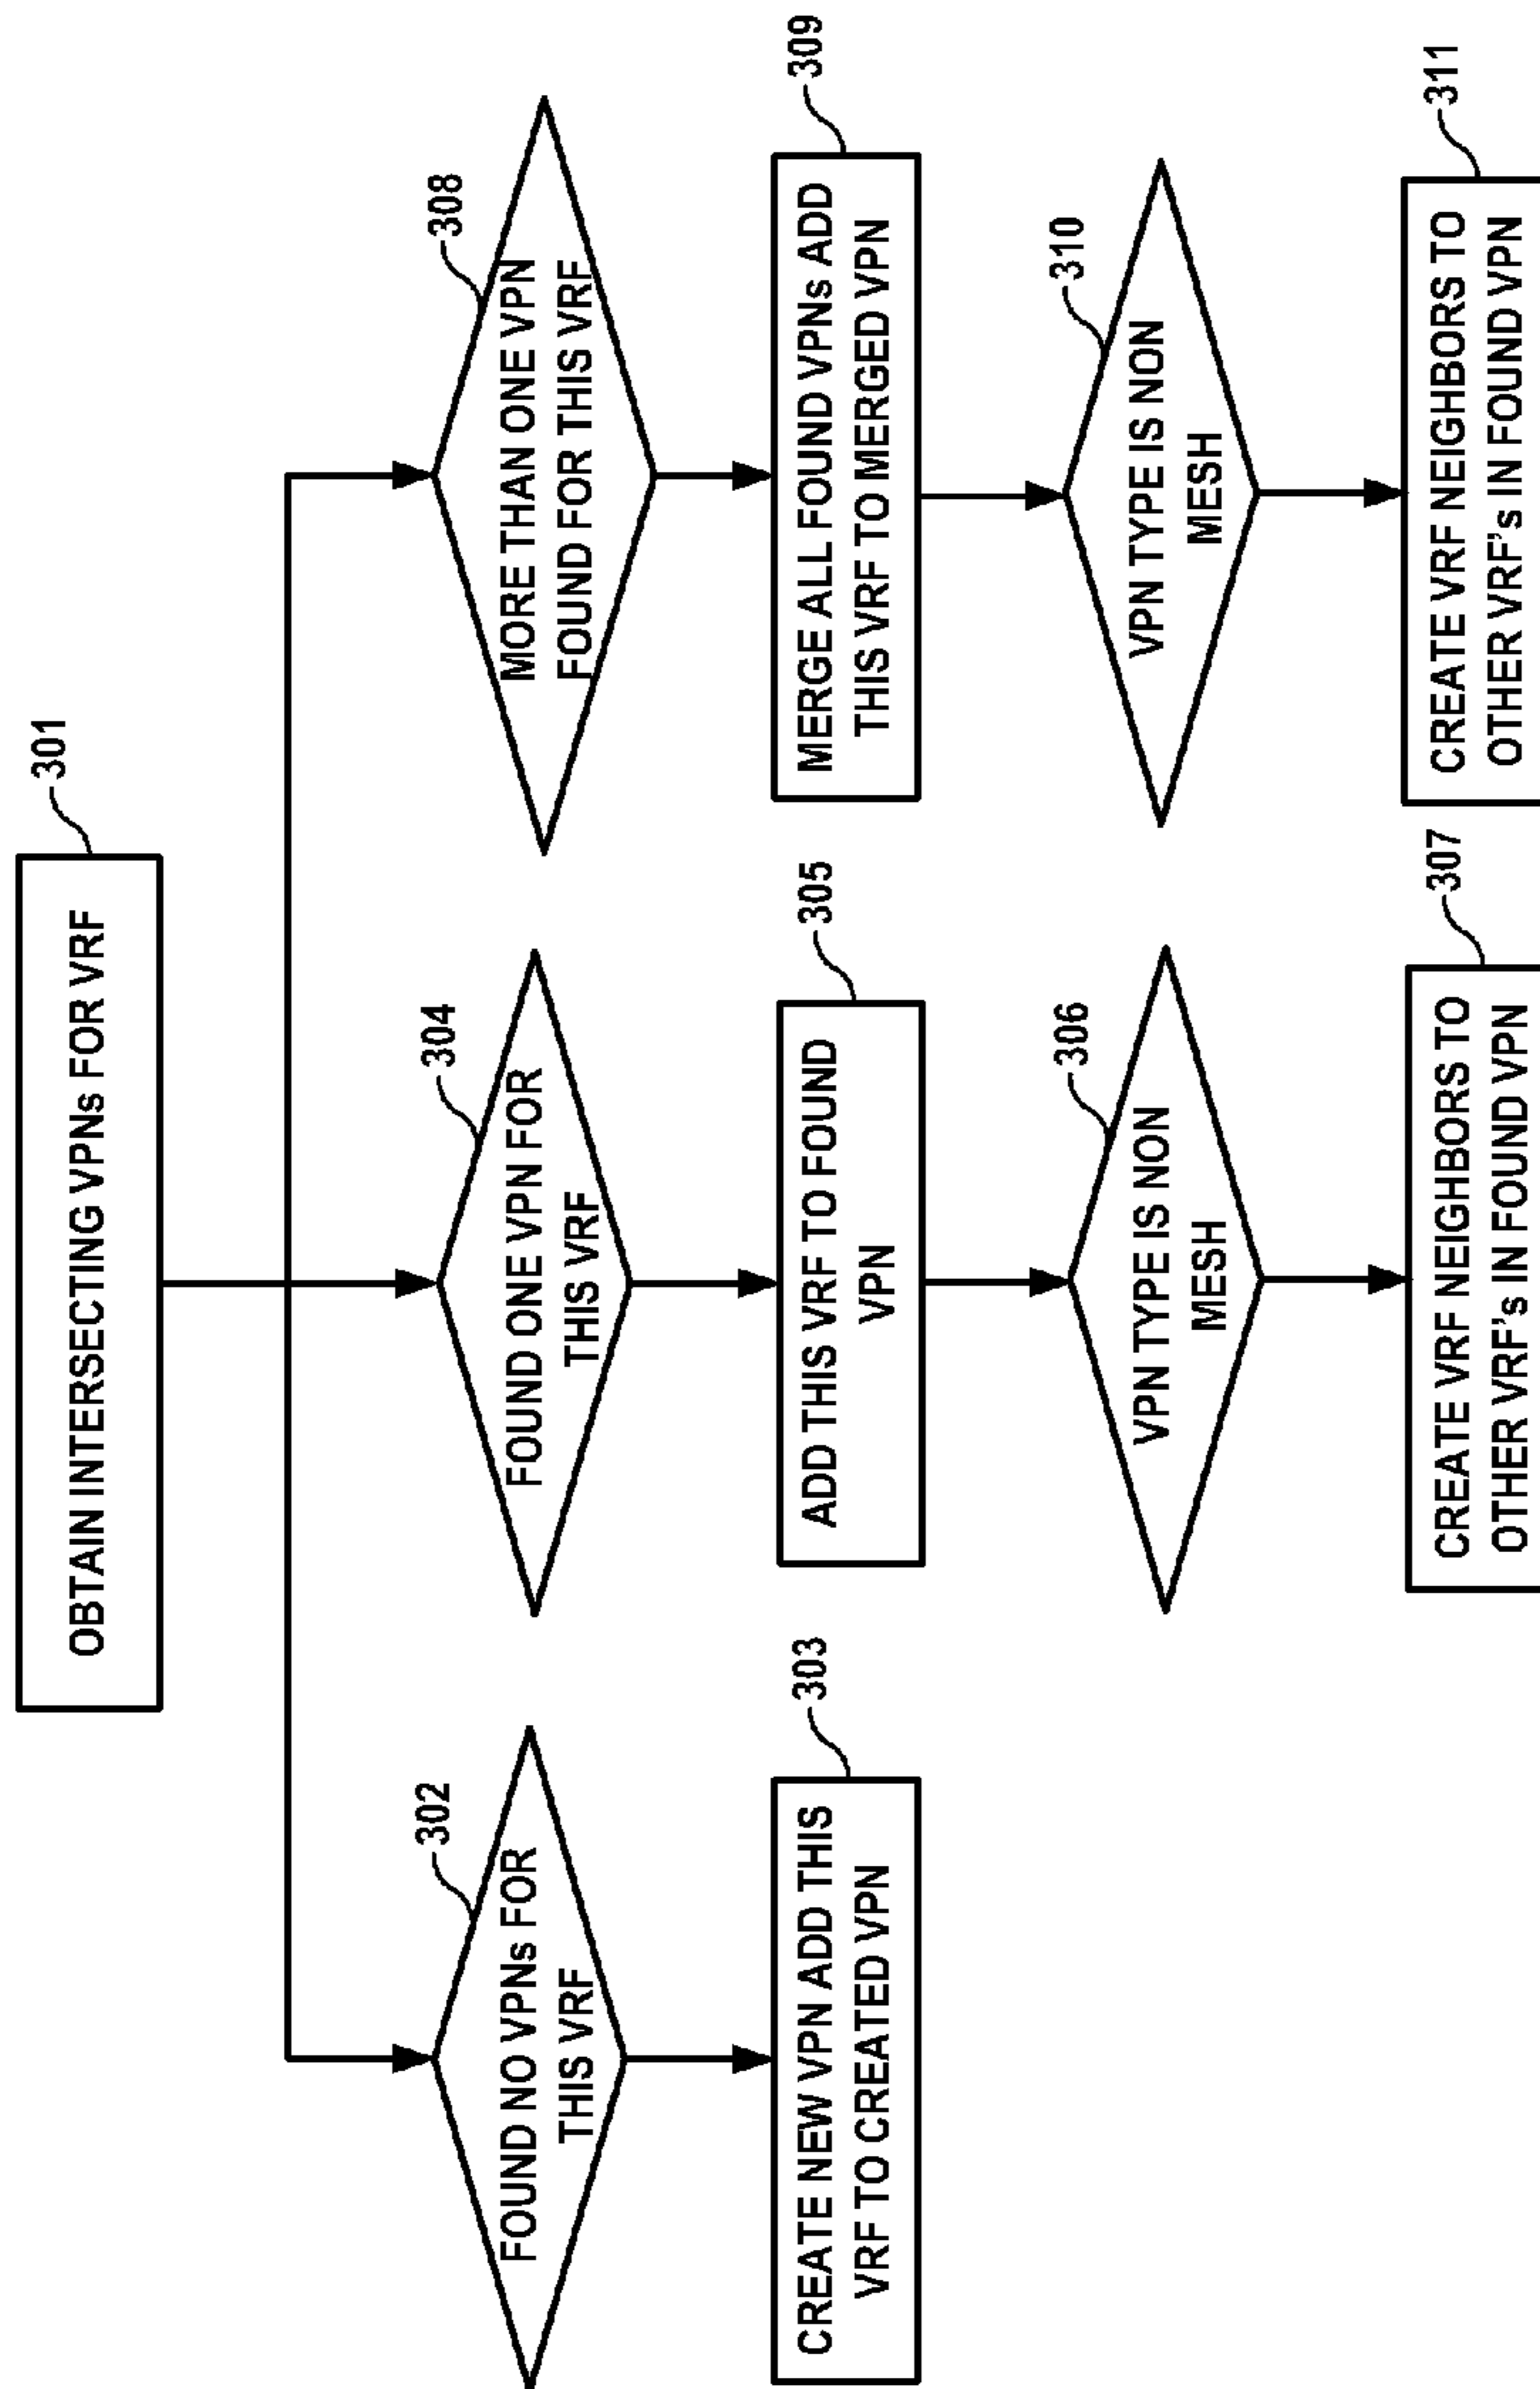 OBTAIN INTERSECTING VPNs FOR VRF
301
FOUND NO VPNs FOR
THIS VRF
302
CREATE NEW VPN ADD THIS
VRF TO CREATED VPN
303
FOUND ONE VPN FOR
THIS VRF
304
ADD THIS VRF TO FOUND
VPN
305
VPN TYPE IS NON
MESH
306
CREATE VRF NEIGHBORS TO
OTHER VRF's IN FOUND VPN
307
MORE THAN ONE VPN
FOUND FOR THIS VRF
308
MERGE ALL FOUND VPNs ADD
THIS VRF TO MERGED VPN
309
VPN TYPE IS NON
MESH
310
CREATE VRF NEIGHBORS TO
OTHER VRF's IN FOUND VPN
311